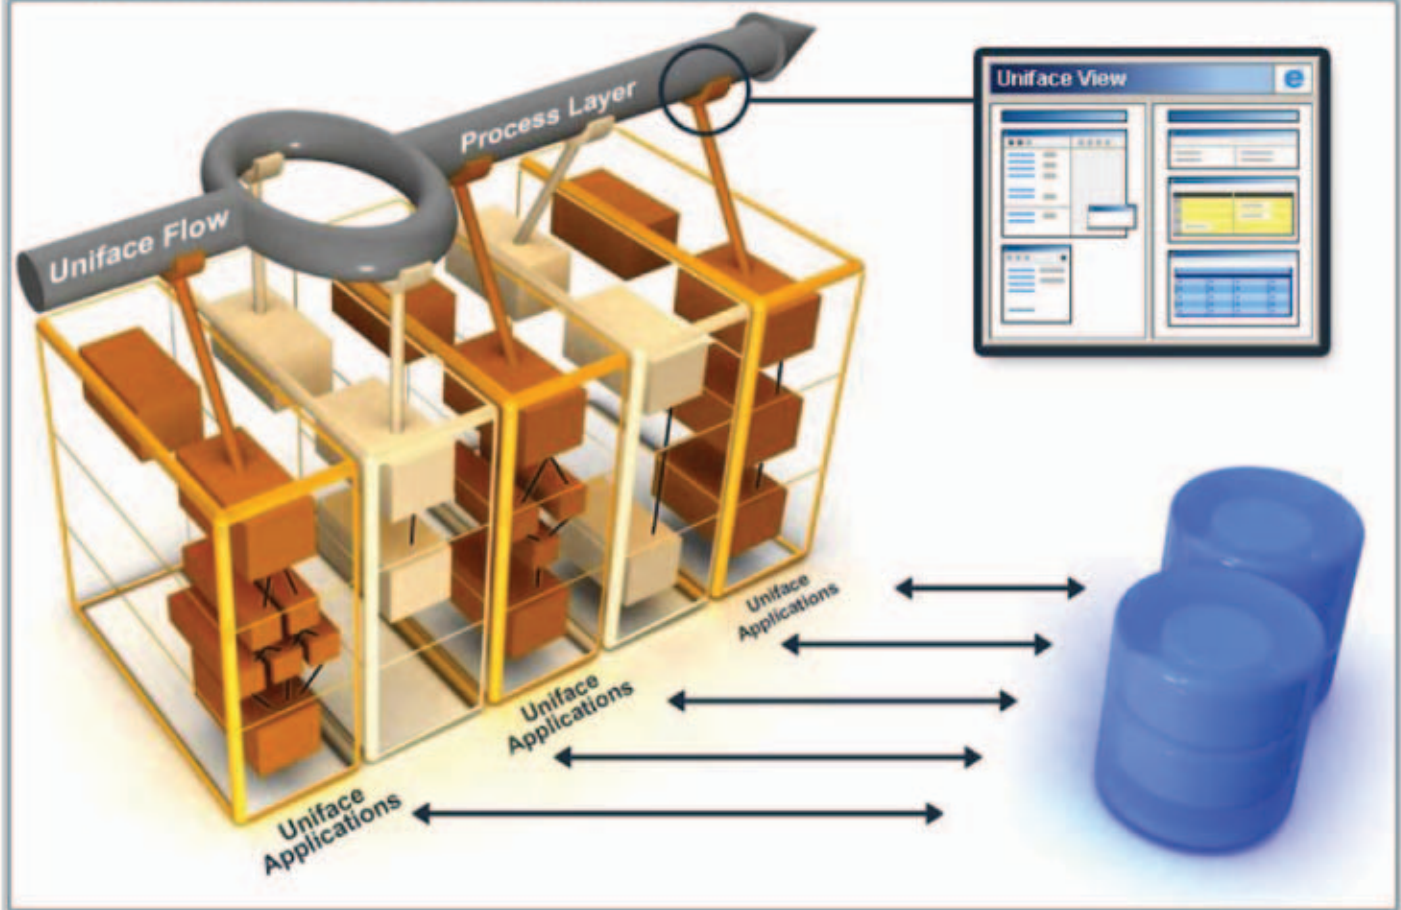 Uniface Flow
Process Layer
Uniface View
e
Uniface
Applications
Uniface
Applications
Uniface
Applications